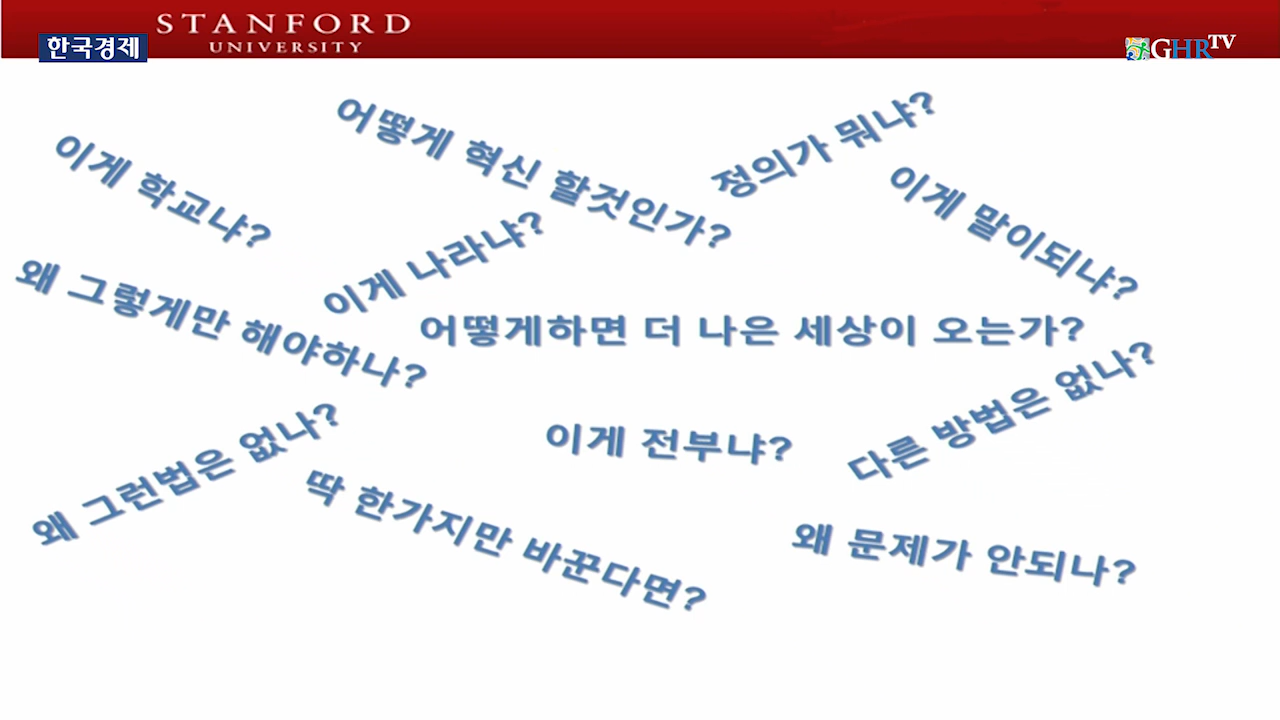 STANFORD
UNIVERSITY
한국경제
GHRTV
어떻게 혁신 할것인가?
정의가 뭐냐?
이게 학교냐?
이게 말이되냐?
이게 나라냐?
왜 그렇게만 해야하나?
어떻게하면 더 나은 세상이 오는가?
다른 방법은 없나?
왜 그런법은 없나?
이게 전부냐?
딱 한가지만 바꾼다면?
왜 문제가 안되나?